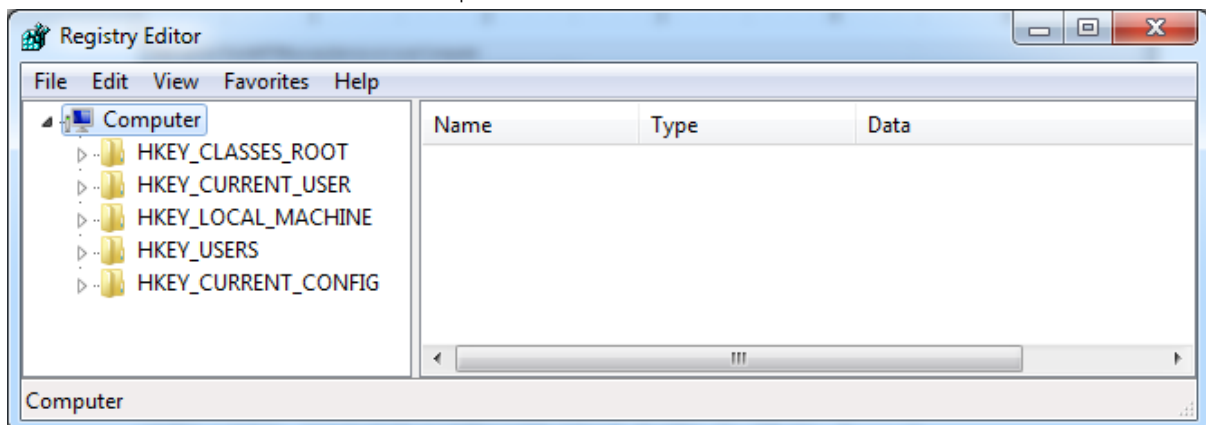 Registry Editor
File Edit View Favorites Help
Computer
HKEY_CLASSES_ROOT
HKEY_CURRENT_USER
HKEY_LOCAL_MACHINE
HKEY_USERS
HKEY_CURRENT_CONFIG
Name Type Data
Computer